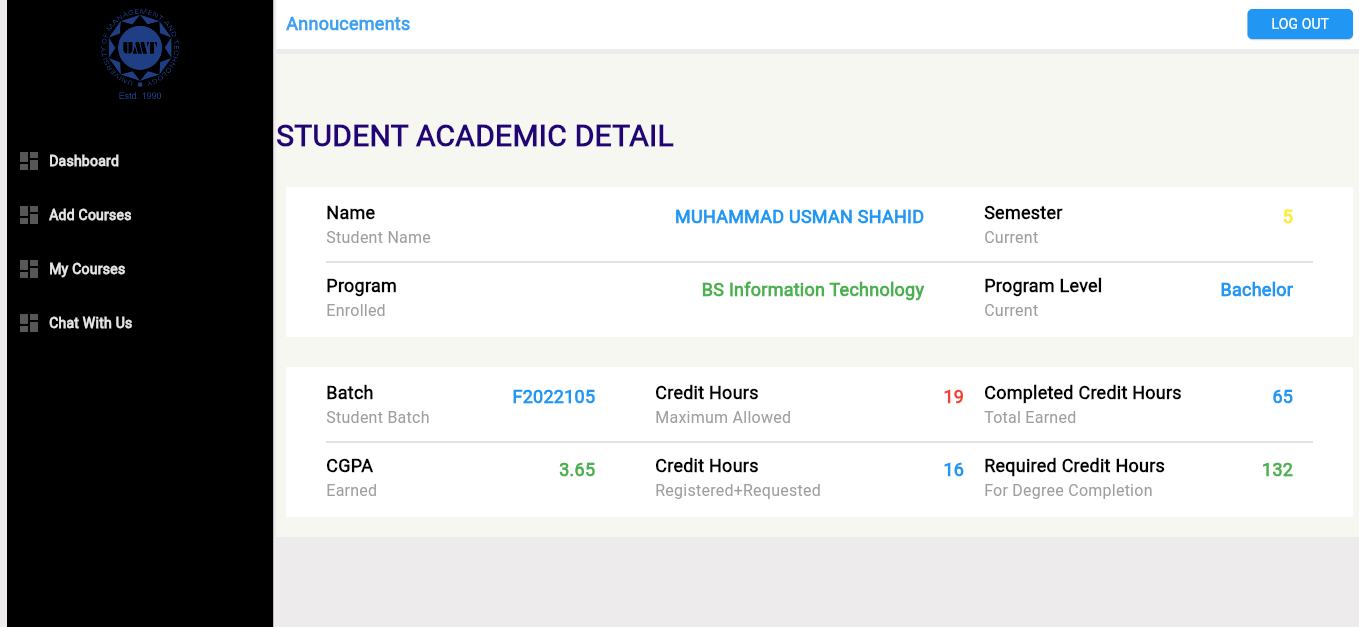 UNIVERSITY OF MANAGEMENT AND TECHNOLOGY
UMT
Estd. 1990
Dashboard
Add Courses
My Courses
Chat With Us
Annoucements
LOG OUT
STUDENT ACADEMIC DETAIL
Name MUHAMMAD USMAN SHAHID Semester 5
Student Name Current
Program BS Information Technology Program Level Bachelor
Enrolled Current
Batch F2022105 Credit Hours 19 Completed Credit Hours 65
Student Batch Maximum Allowed Total Earned
CGPA 3.65 Credit Hours 16 Required Credit Hours 132
Earned Registered+Requested For Degree Completion